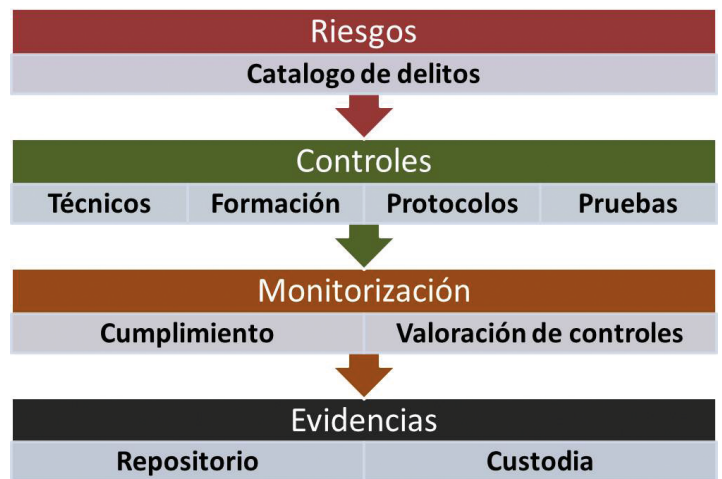 Riesgos
Catalogo de delitos
Controles
Técnicos Formación Protocolos Pruebas
Monitorización
Cumplimiento Valoración de controles
Evidencias
Repositorio Custodia